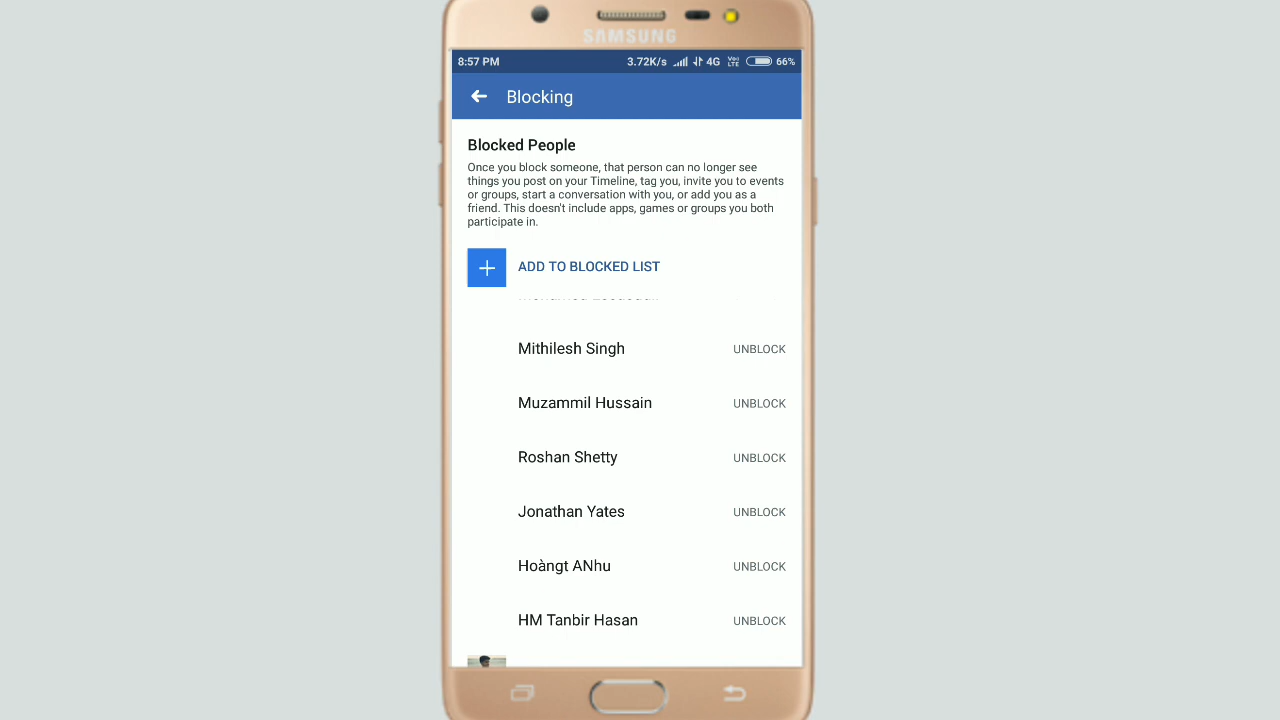 SAMSUNG
8:57 PM 3.72K/s 4G VoLTE 66%
Blocking
Blocked People
Once you block someone, that person can no longer see
things you post on your Timeline, tag you, invite you to events
or groups, start a conversation with you, or add you as a
friend. This doesn't include apps, games or groups you both
participate in.
ADD TO BLOCKED LIST
Mithilesh Singh UNBLOCK
Muzammil Hussain UNBLOCK
Roshan Shetty UNBLOCK
Jonathan Yates UNBLOCK
Hoàngt ANhu UNBLOCK
HM Tanbir Hasan UNBLOCK